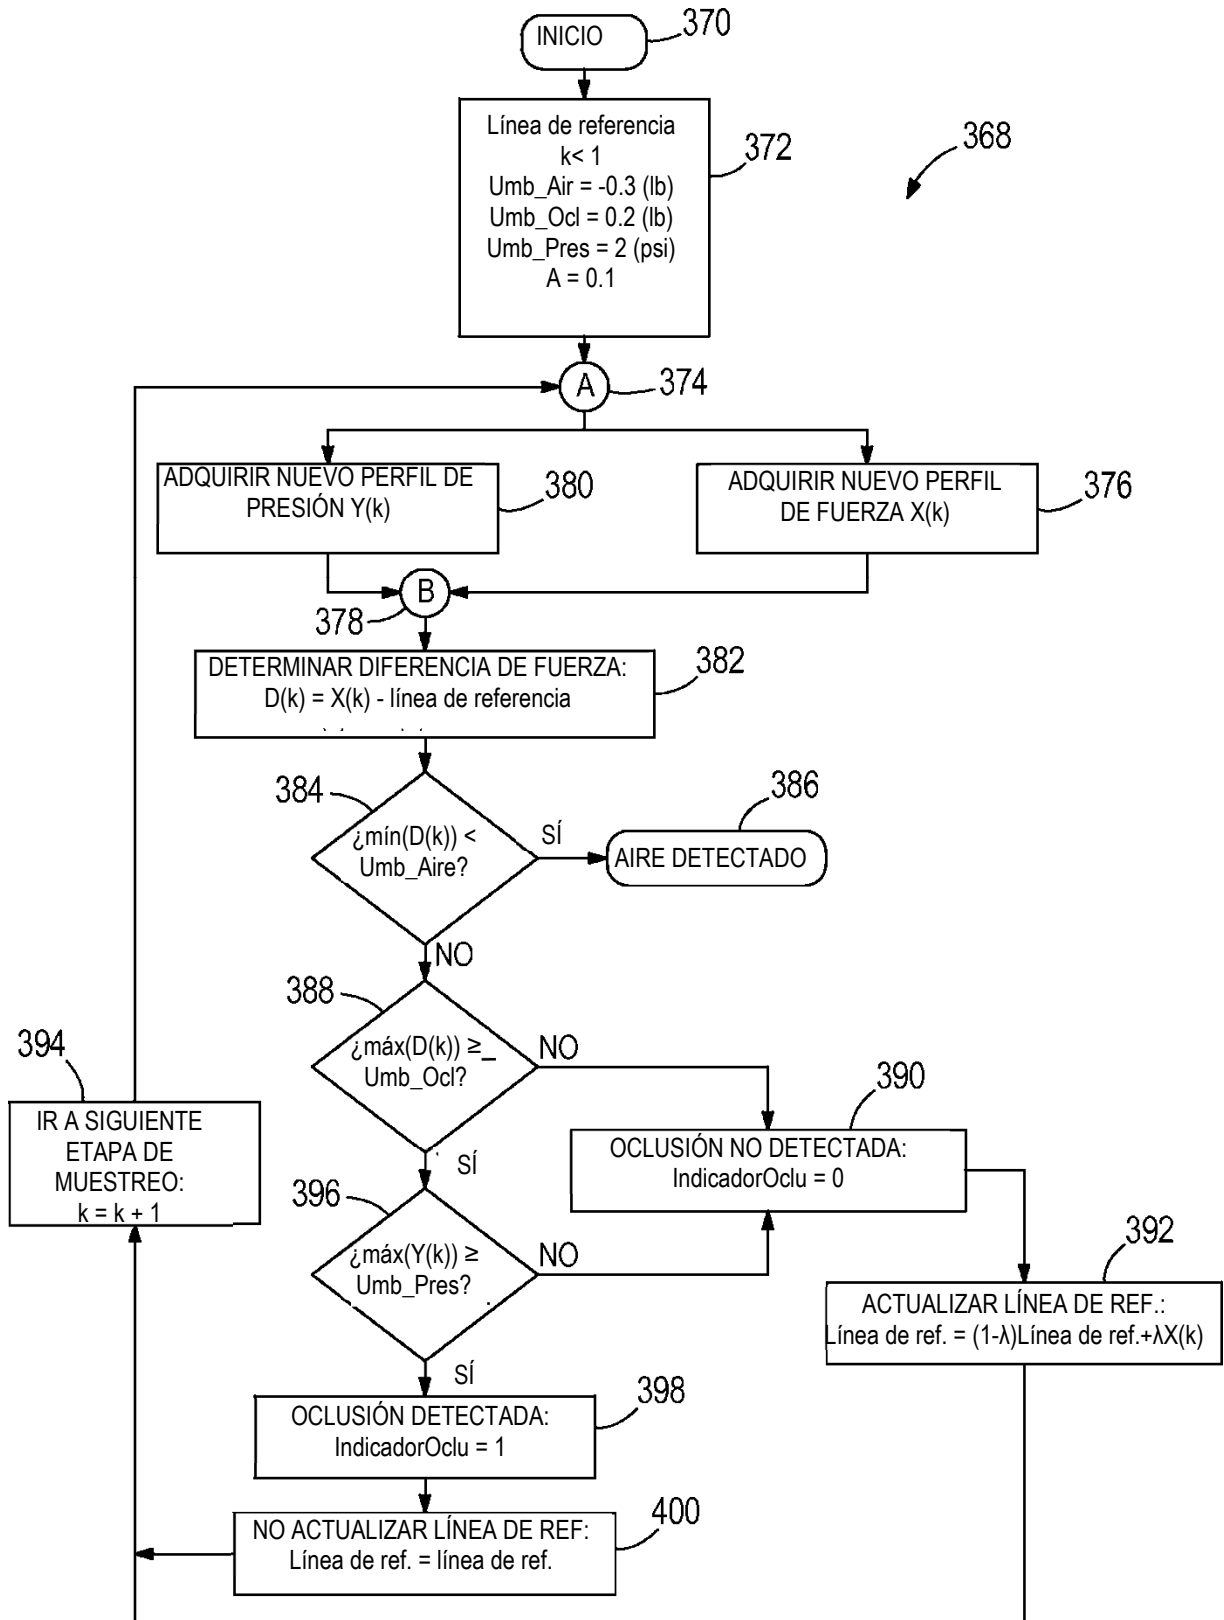 INICIO
370
Línea de referencia
k< 1
Umb_Air = -0.3 (lb)
Umb_Ocl = 0.2 (lb)
Umb_Pres = 2 (psi)
A = 0.1
372
368
A
374
ADQUIRIR NUEVO PERFIL DE
PRESIÓN Y(k)
380
ADQUIRIR NUEVO PERFIL
DE FUERZA X(k)
376
B
378
DETERMINAR DIFERENCIA DE FUERZA:
D(k) = X(k) - línea de referencia
382
384
¿mín(D(k)) <
Umb_Aire?
SÍ
386
AIRE DETECTADO
NO
388
¿máx(D(k)) ≥_
Umb_Ocl?
NO
390
OCLUSIÓN NO DETECTADA:
IndicadorOclu = 0
394
IR A SIGUIENTE
ETAPA DE
MUESTREO:
k = k + 1
SÍ
396
¿máx(Y(k)) ≥
Umb_Pres?
NO
392
ACTUALIZAR LÍNEA DE REF.:
Línea de ref. = (1-λ)Línea de ref.+λX(k)
SÍ
OCLUSIÓN DETECTADA:
IndicadorOclu = 1
398
NO ACTUALIZAR LÍNEA DE REF:
Línea de ref. = línea de ref.
400